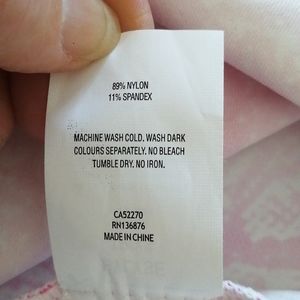 89% NYLON
11% SPANDEX
MACHINE WASH COLD. WASH DARK
COLOURS SEPARATELY. NO BLEACH
TUMBLE DRY. NO IRON.
CA52270
RN136876
MADE IN CHINE